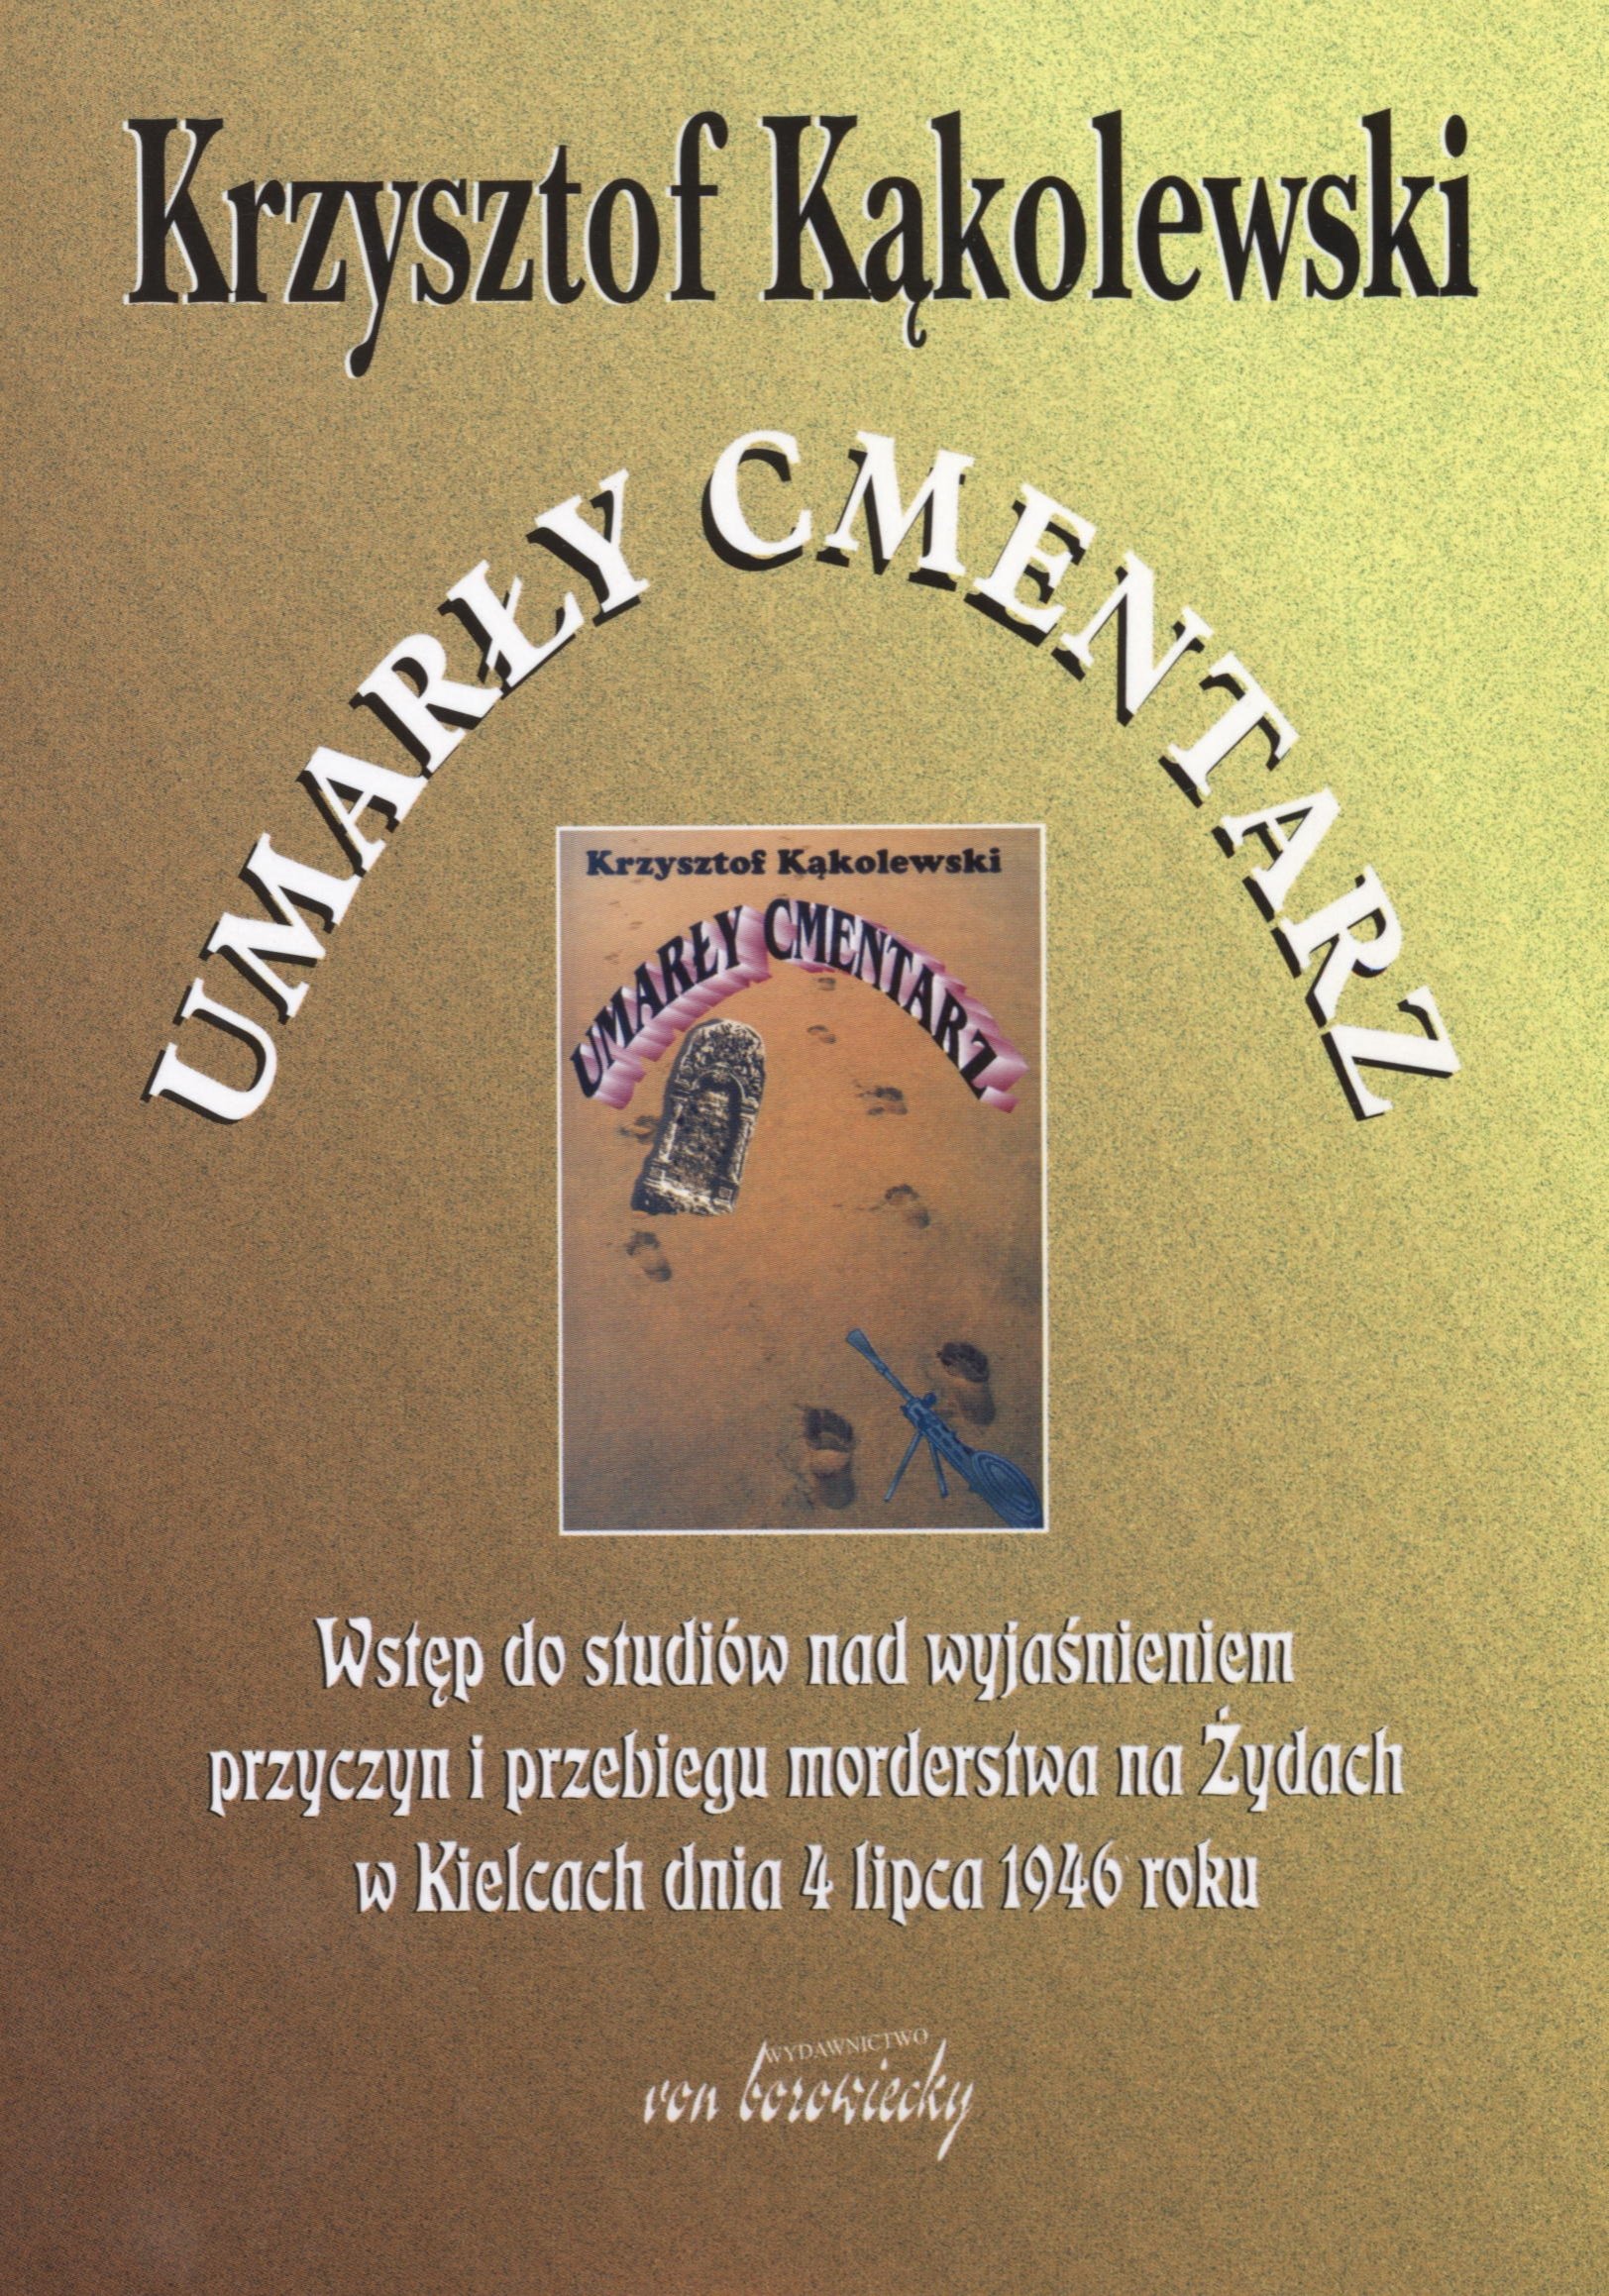 Krzysztof Kąkolewski
UMARŁY CMENTARZ
Krzysztof Kąkolewski
UMARŁY CMENTARZ
Wstęp do studiów nad wyjaśnieniem
przyczyn i przebiegu morderstwa na Żydach
w Kielcach dnia 4 lipca 1946 roku
WYDAWNICTWO
von borowiecky